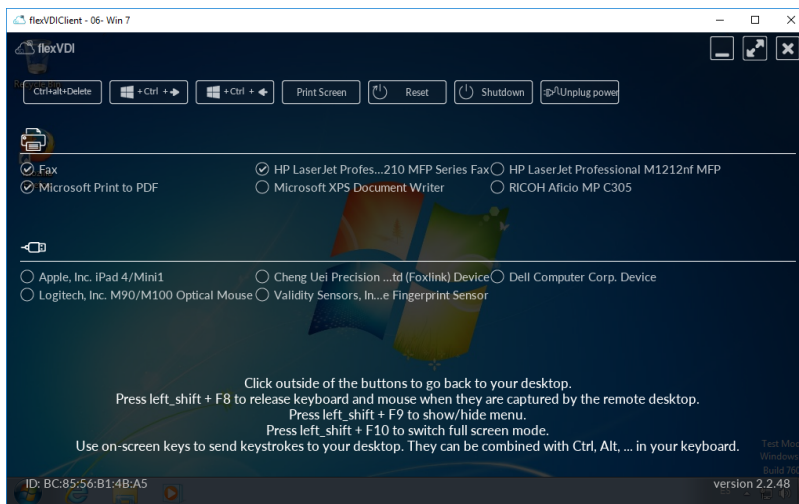 flexVDIClient - 06- Win 7
flexVDI
Ctrl+alt+Delete
+Ctrl +
+Ctrl +
Print Screen
Reset
Shutdown
Unplug power
Fax
HP LaserJet Profes...210 MFP Series Fax
HP LaserJet Professional M1212nf MFP
Microsoft Print to PDF
Microsoft XPS Document Writer
RICOH Aficio MP C305
Apple, Inc. iPad 4/Mini1
Cheng Uei Precision ...td (Foxlink) Device
Dell Computer Corp. Device
Logitech, Inc. M90/M100 Optical Mouse
Validity Sensors, In...e Fingerprint Sensor
Click outside of the buttons to go back to your desktop.
Press left_shift + F8 to release keyboard and mouse when they are captured by the remote desktop.
Press left_shift + F9 to show/hide menu.
Press left_shift + F10 to switch full screen mode.
Use on-screen keys to send keystrokes to your desktop. They can be combined with Ctrl, Alt, ... in your keyboard.
Test Mod
Windows
Build 760
ID: BC:85:56:B1:4B:A5
version 2.2.48